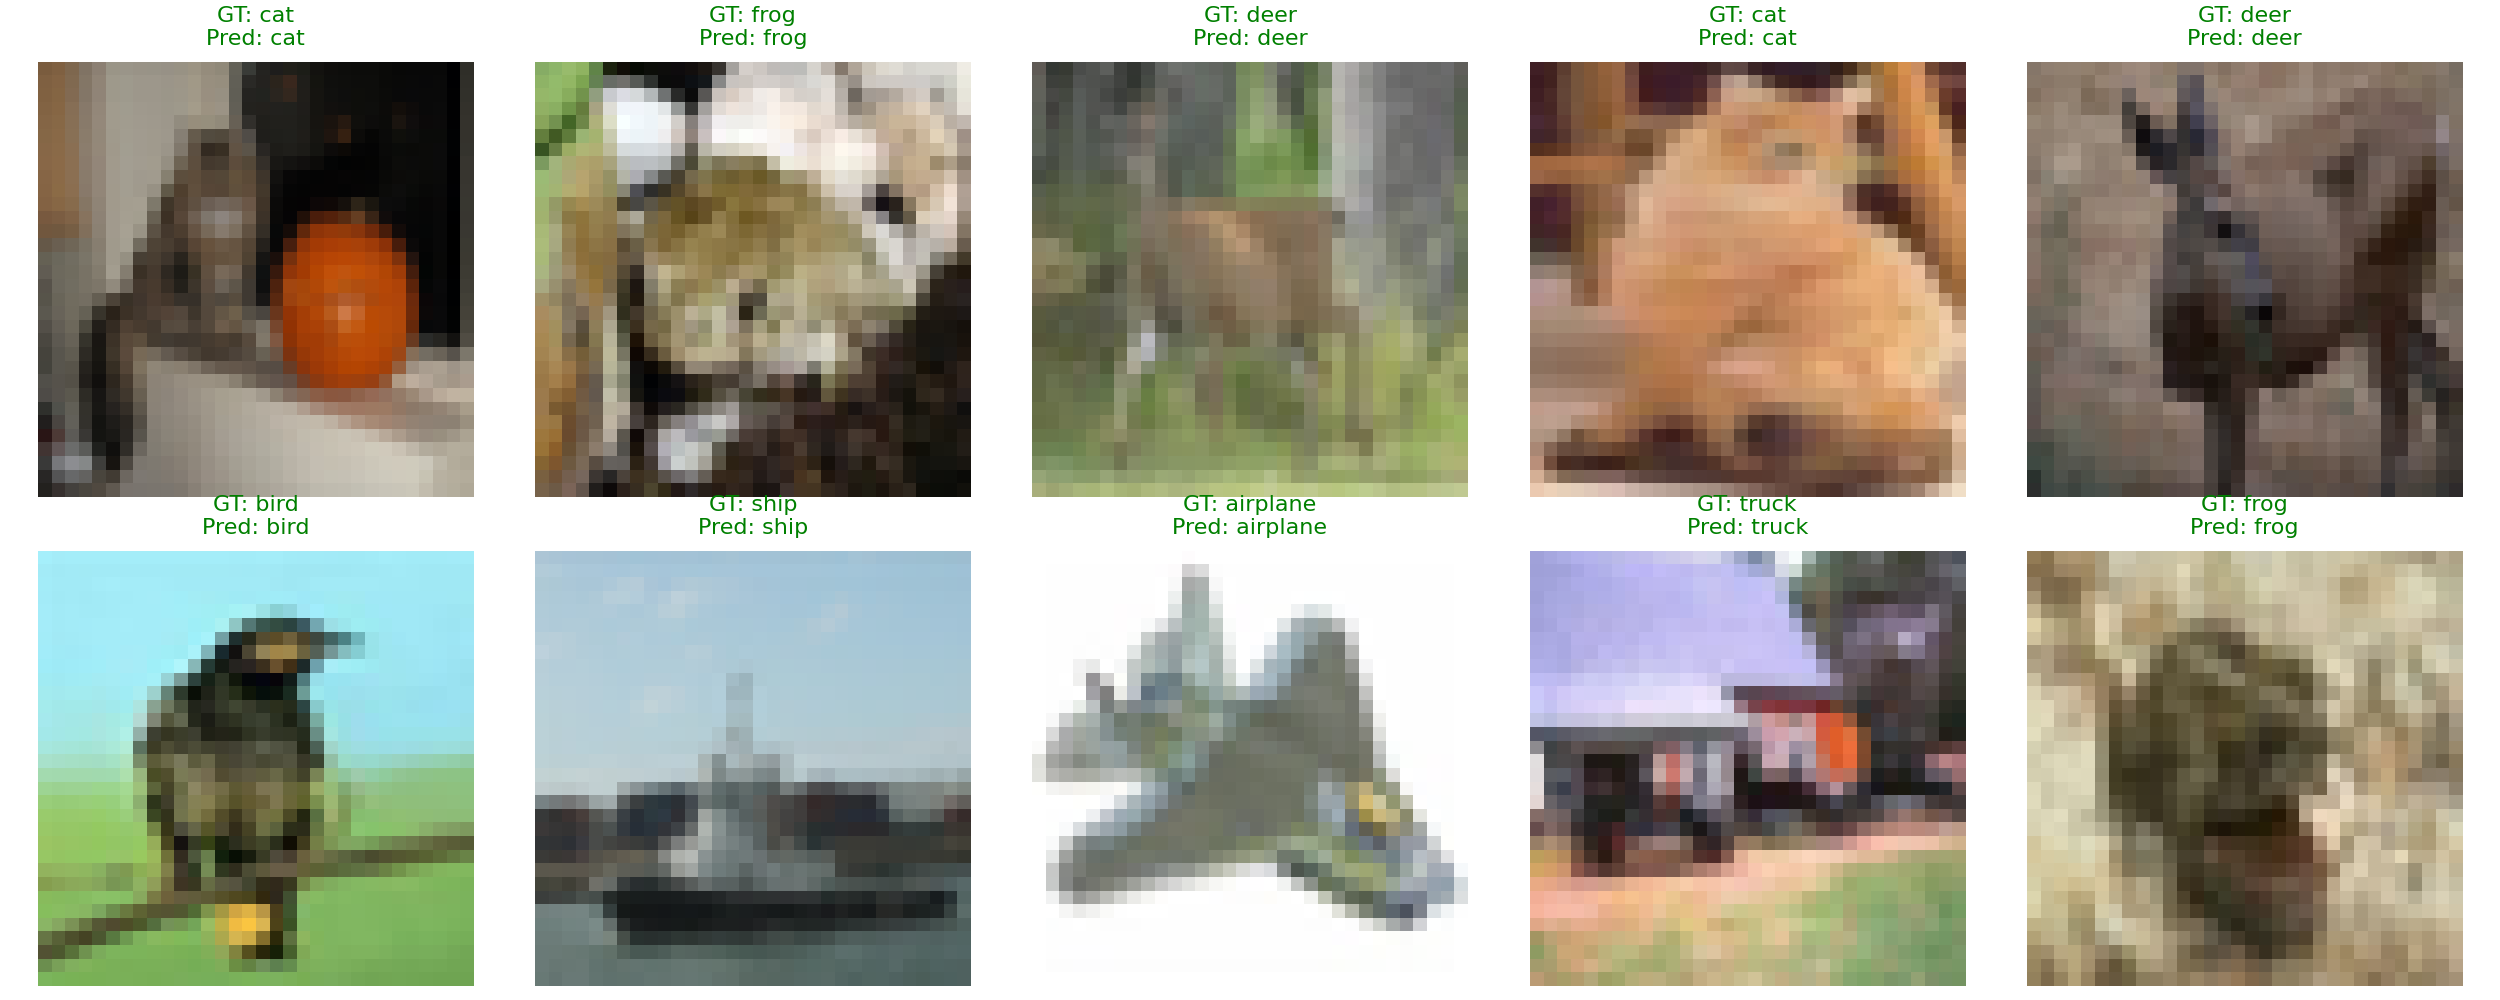 GT: cat
Pred: cat
GT: frog
Pred: frog
GT: deer
Pred: deer
GT: cat
Pred: cat
GT: deer
Pred: deer
GT: bird
Pred: bird
GT: ship
Pred: ship
GT: airplane
Pred: airplane
GT: truck
Pred: truck
GT: frog
Pred: frog